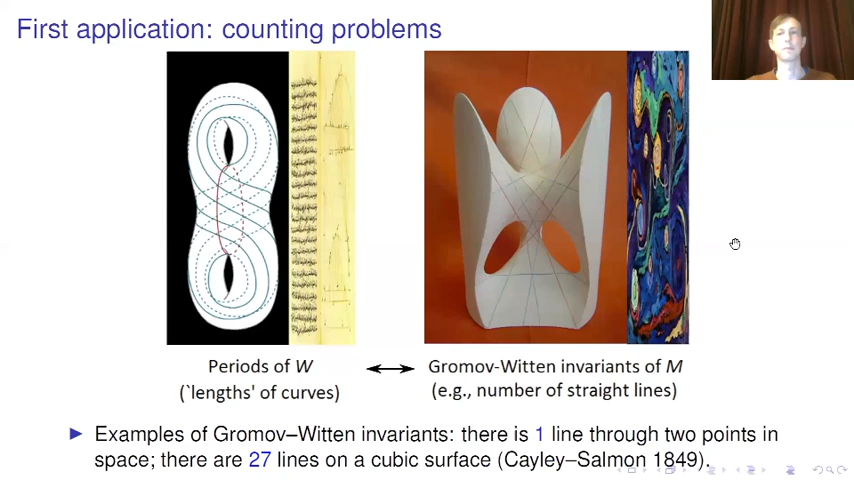 First application: counting problems
Periods of W
(`lengths' of curves)
Gromov-Witten invariants of M
(e.g., number of straight lines)
Examples of Gromov–Witten invariants: there is 1 line through two points in
space; there are 27 lines on a cubic surface (Cayley–Salmon 1849).